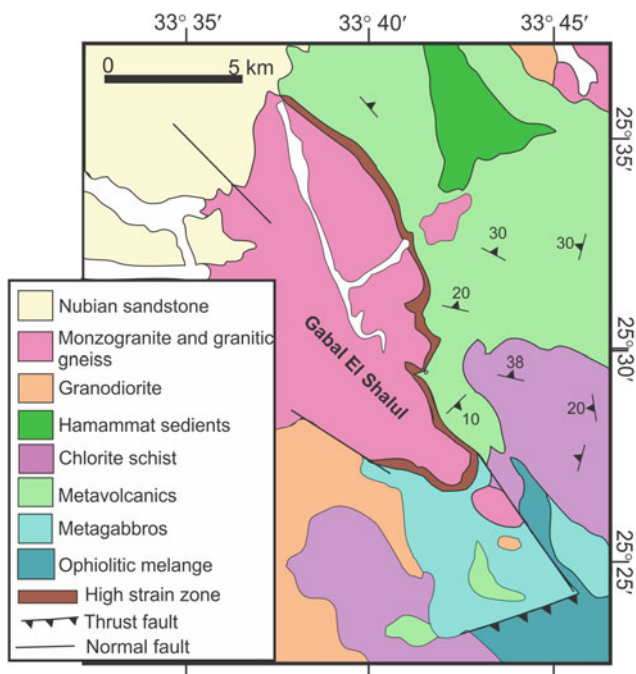 33° 35′ 33° 40′ 33° 45′
0 5 km
25° 35′
30
30
20
25° 30′
38
20
10
25° 25′
Gabal El Shalul
Nubian sandstone
Monzogranite and granitic
gneiss
Granodiorite
Hamammat sedients
Chlorite schist
Metavolcanics
Metagabbros
Ophiolitic melange
High strain zone
Thrust fault
Normal fault